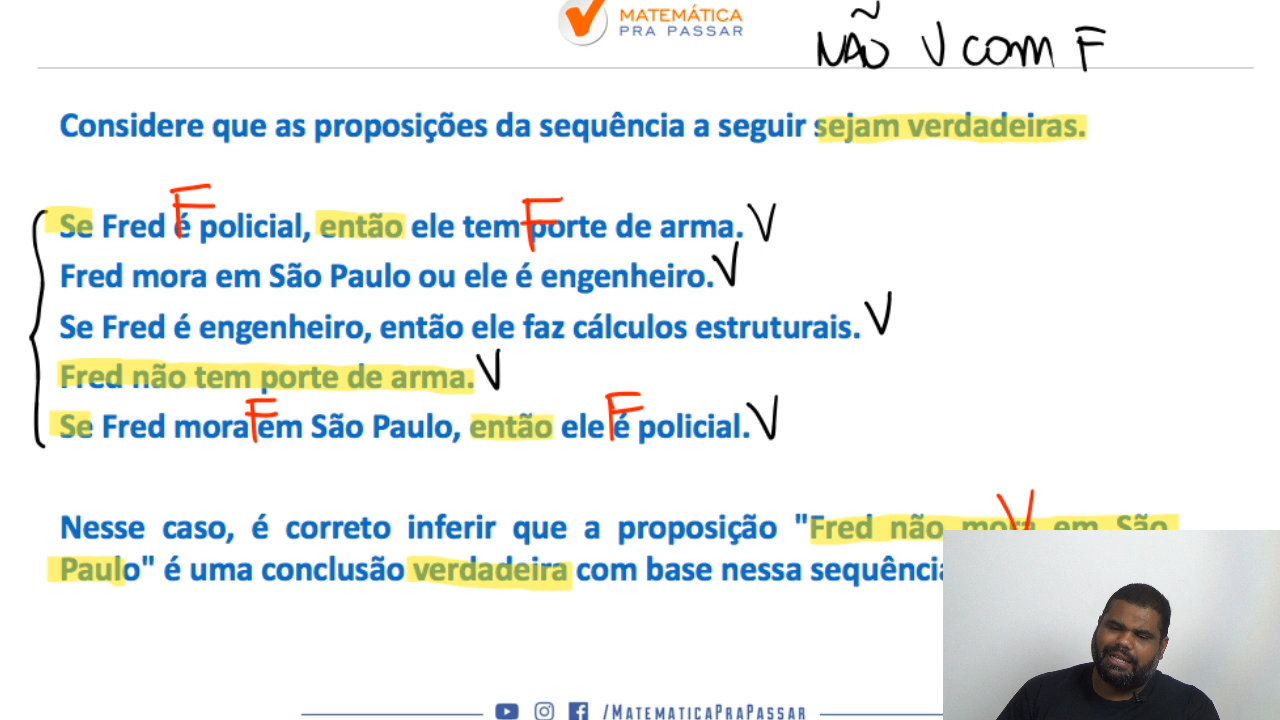 MATEMÁTICA
PRA PASSAR
NÃO V COM F
Considere que as proposições da sequência a seguir sejam verdadeiras.
F F
Se Fred é policial, então ele tem porte de arma. V
Fred mora em São Paulo ou ele é engenheiro. V
Se Fred é engenheiro, então ele faz cálculos estruturais. V
Fred não tem porte de arma. V
F F
Se Fred mora em São Paulo, então ele é policial. V
V
Nesse caso, é correto inferir que a proposição "Fred não mora em São
Paulo" é uma conclusão verdadeira com base nessa
/MATEMATICAPRAPASSAR